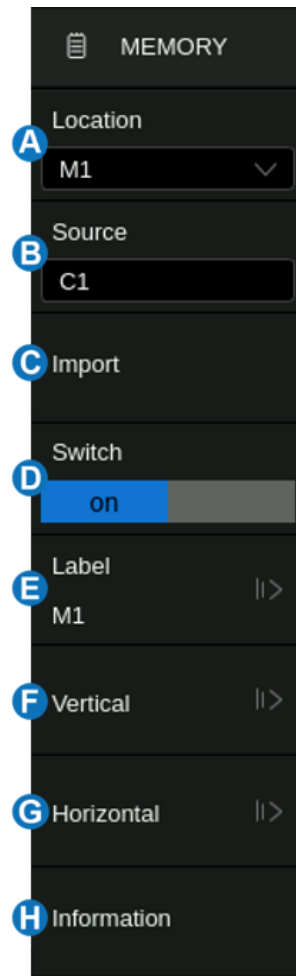 MEMORY
Location
A
M1
Source
B
C1
C Import
Switch
D
on
Label
E
M1
F Vertical
G Horizontal
H Information